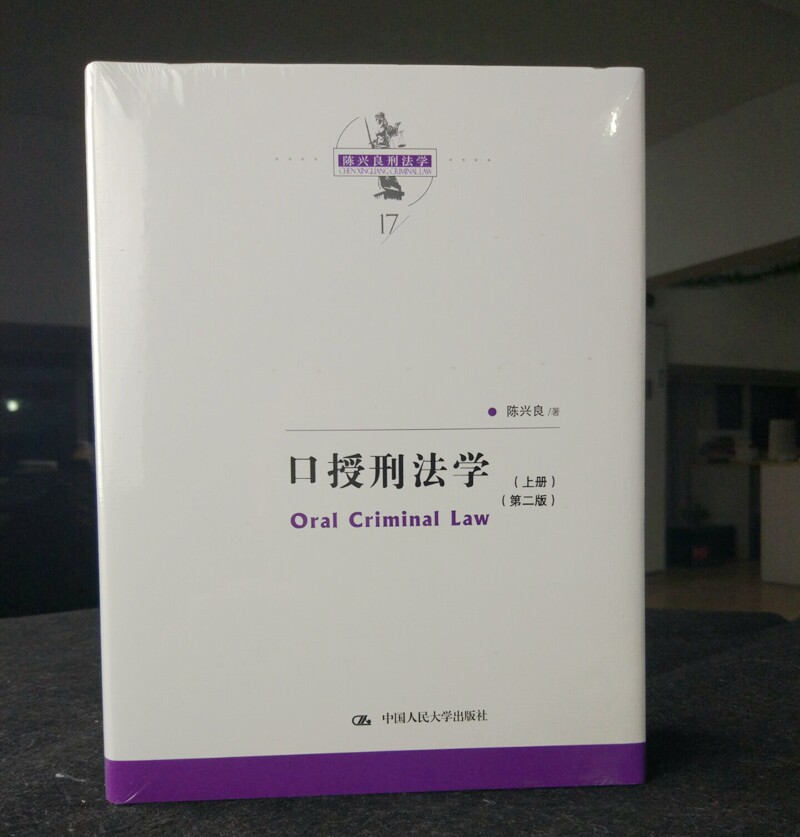 陈兴良刑法学
CHEN XINGLIANG CRIMINAL LAW
17
陈兴良/著
口授刑法学
（上册）
（第二版）
Oral Criminal Law
中国人民大学出版社